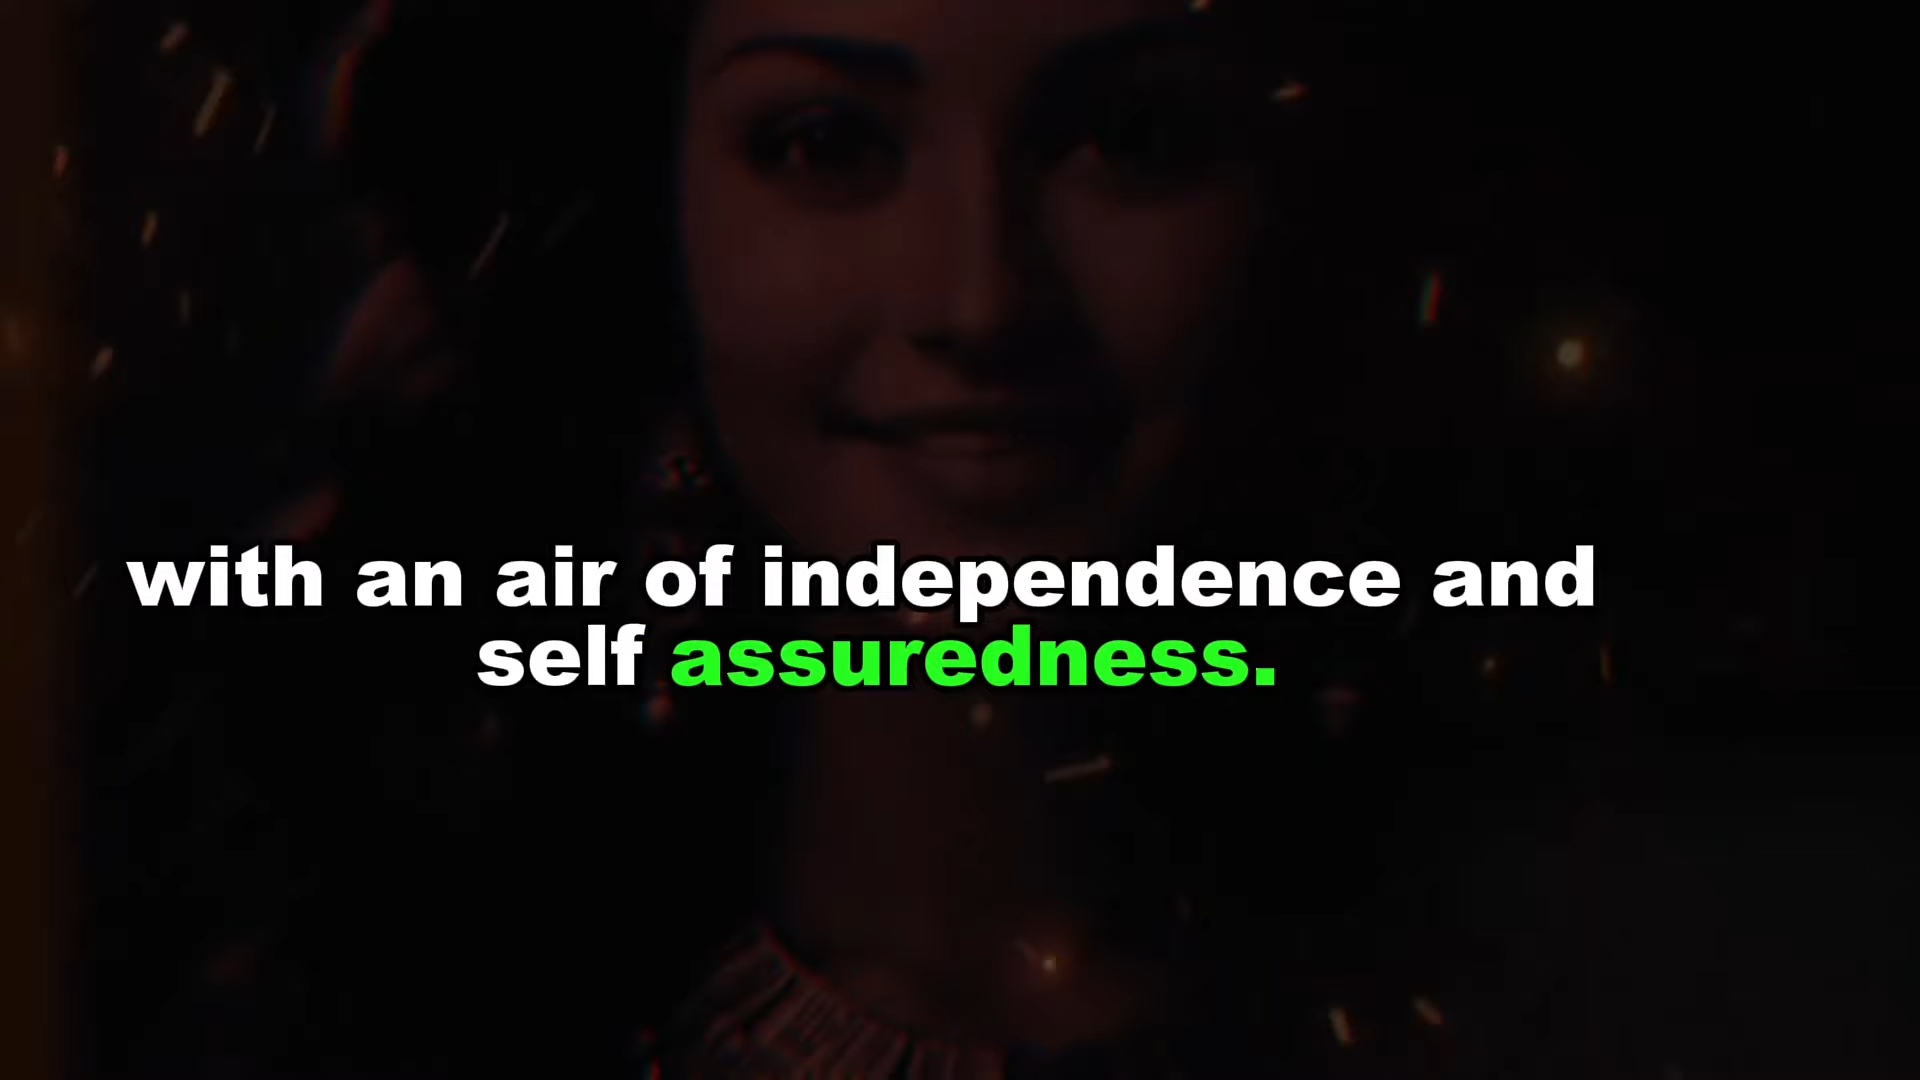 with an air of independence and
self assuredness.